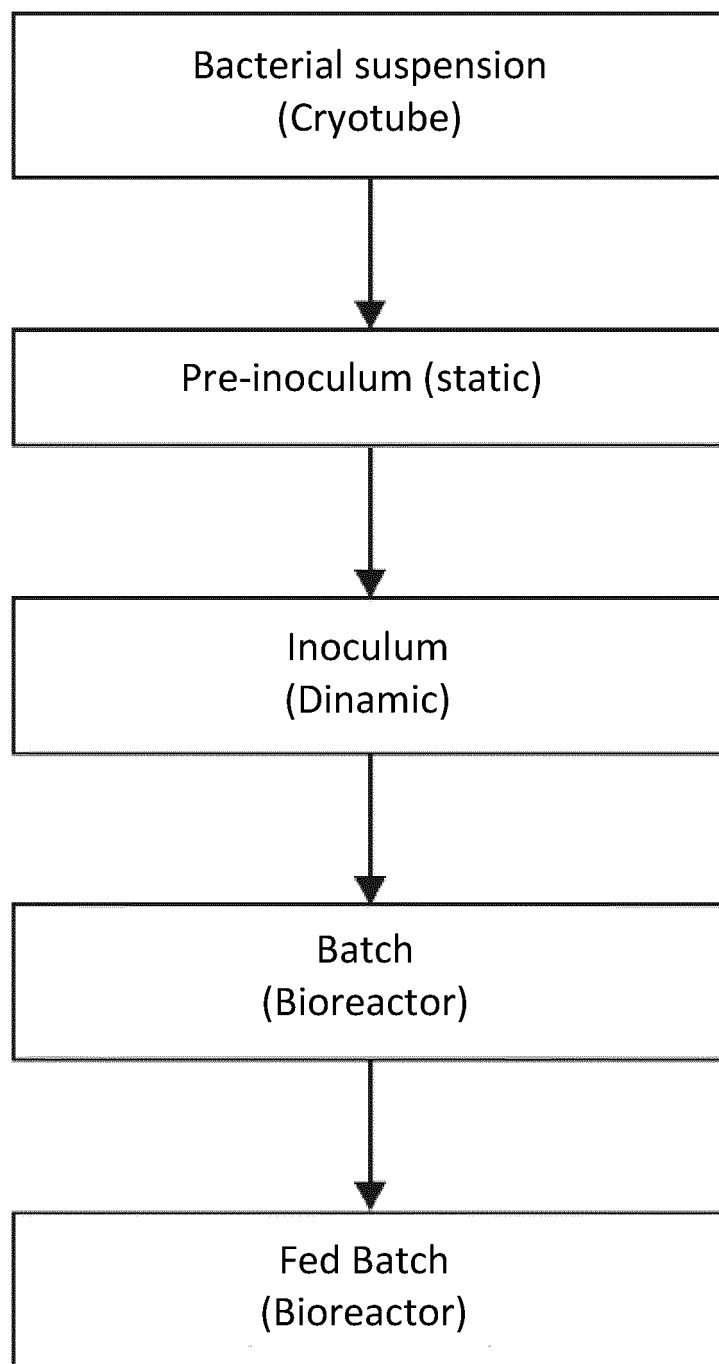 Bacterial suspension
(Cryotube)
Pre-inoculum (static)
Inoculum
(Dinamic)
Batch
(Bioreactor)
Fed Batch
(Bioreactor)